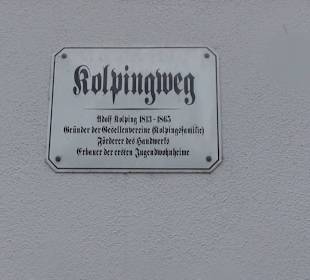 Kolpingweg
Adolf Kolping 1813 - 1865
Gründer der Gesellenvereine (Kolpingsfamilie)
Förderer des Handwerks
Erbauer der ersten Jugendwohnheime